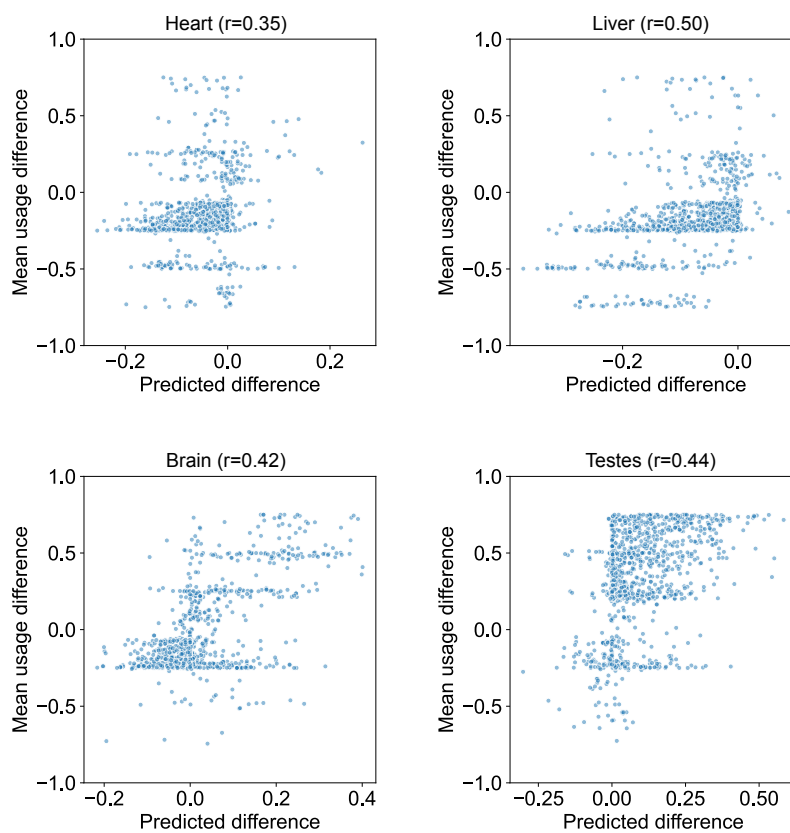 Heart (r=0.35)
1.0
0.5
0.0
−0.5
−1.0
Mean usage difference
−0.2
0.0
0.2
Predicted difference
Liver (r=0.50)
1.0
0.5
0.0
−0.5
−1.0
Mean usage difference
−0.2
0.0
Predicted difference
Brain (r=0.42)
1.0
0.5
0.0
−0.5
−1.0
Mean usage difference
−0.2
0.0
0.2
0.4
Predicted difference
Testes (r=0.44)
1.0
0.5
0.0
−0.5
−1.0
Mean usage difference
−0.25
0.00
0.25
0.50
Predicted difference